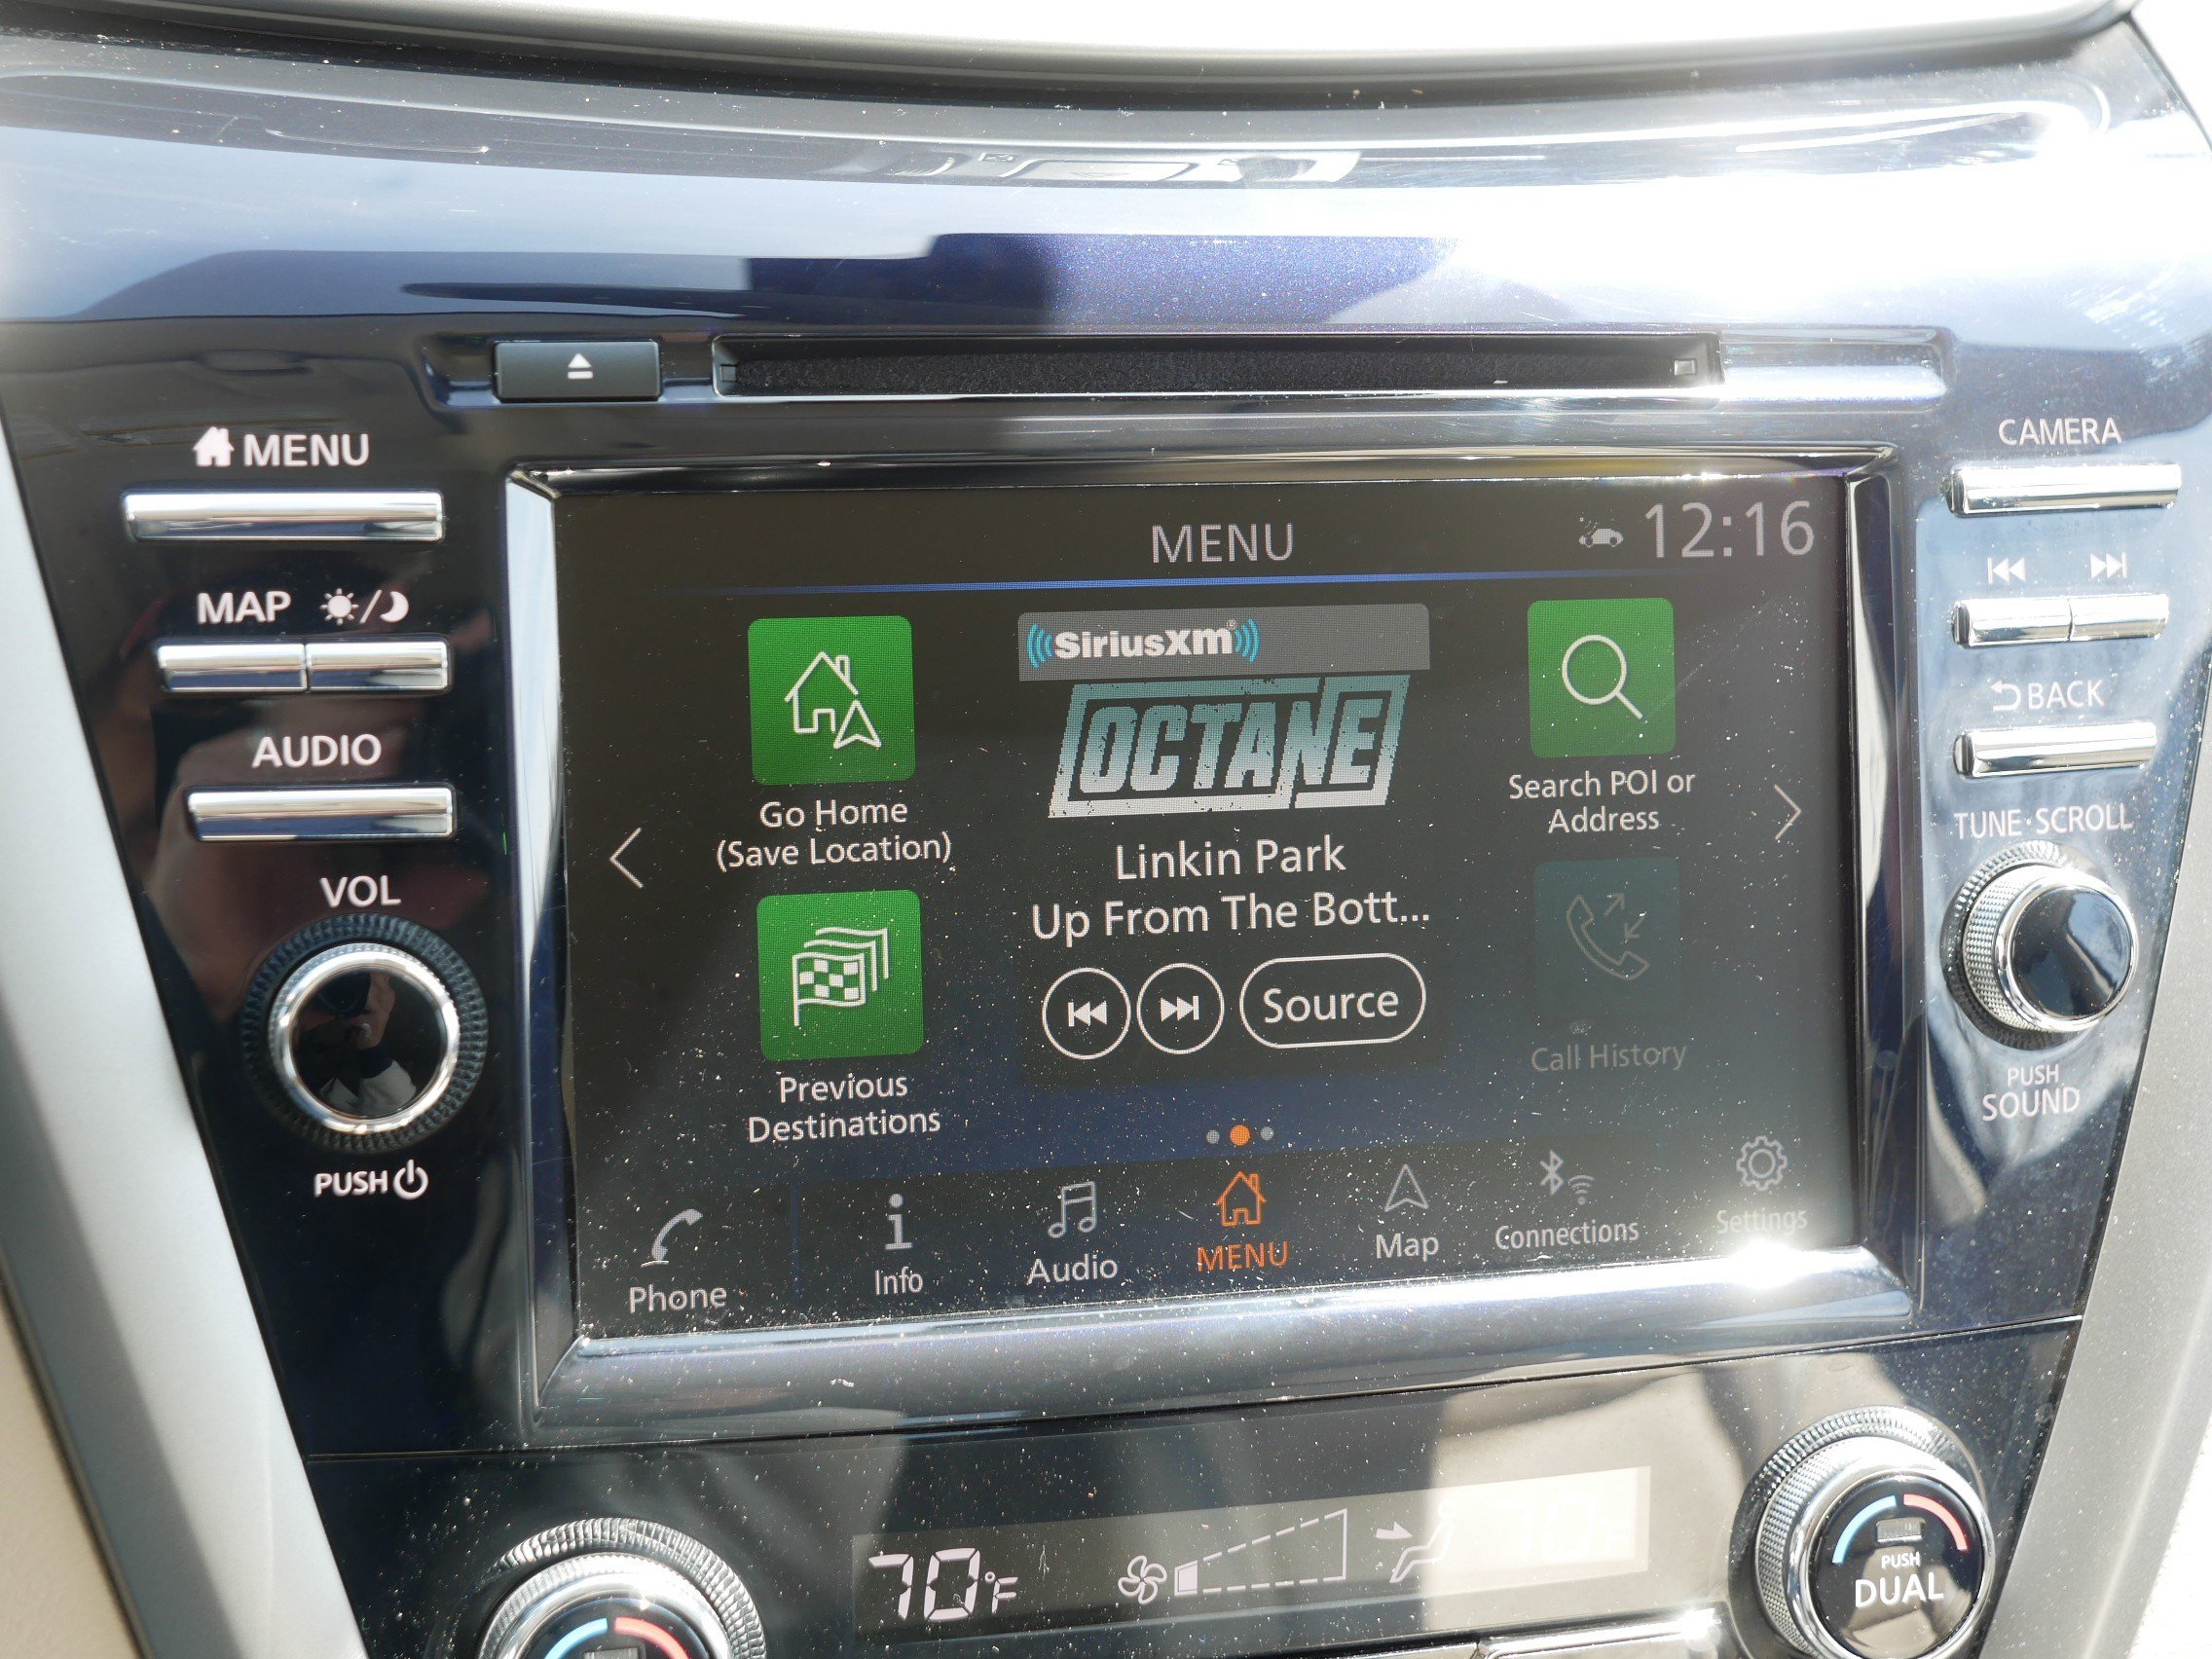 MENU
MAP
AUDIO
VOL
PUSH
CAMERA
BACK
TUNE·SCROLL
PUSH
SOUND
MENU
12:16
Go Home
(Save Location)
Previous
Destinations
SiriusXM®
OCTANE
Linkin Park
Up From The Bott...
Source
Search POI or
Address
Call History
Phone
Info
Audio
MENU
Map
Connections
Settings
70°F
70°F
PUSH
DUAL